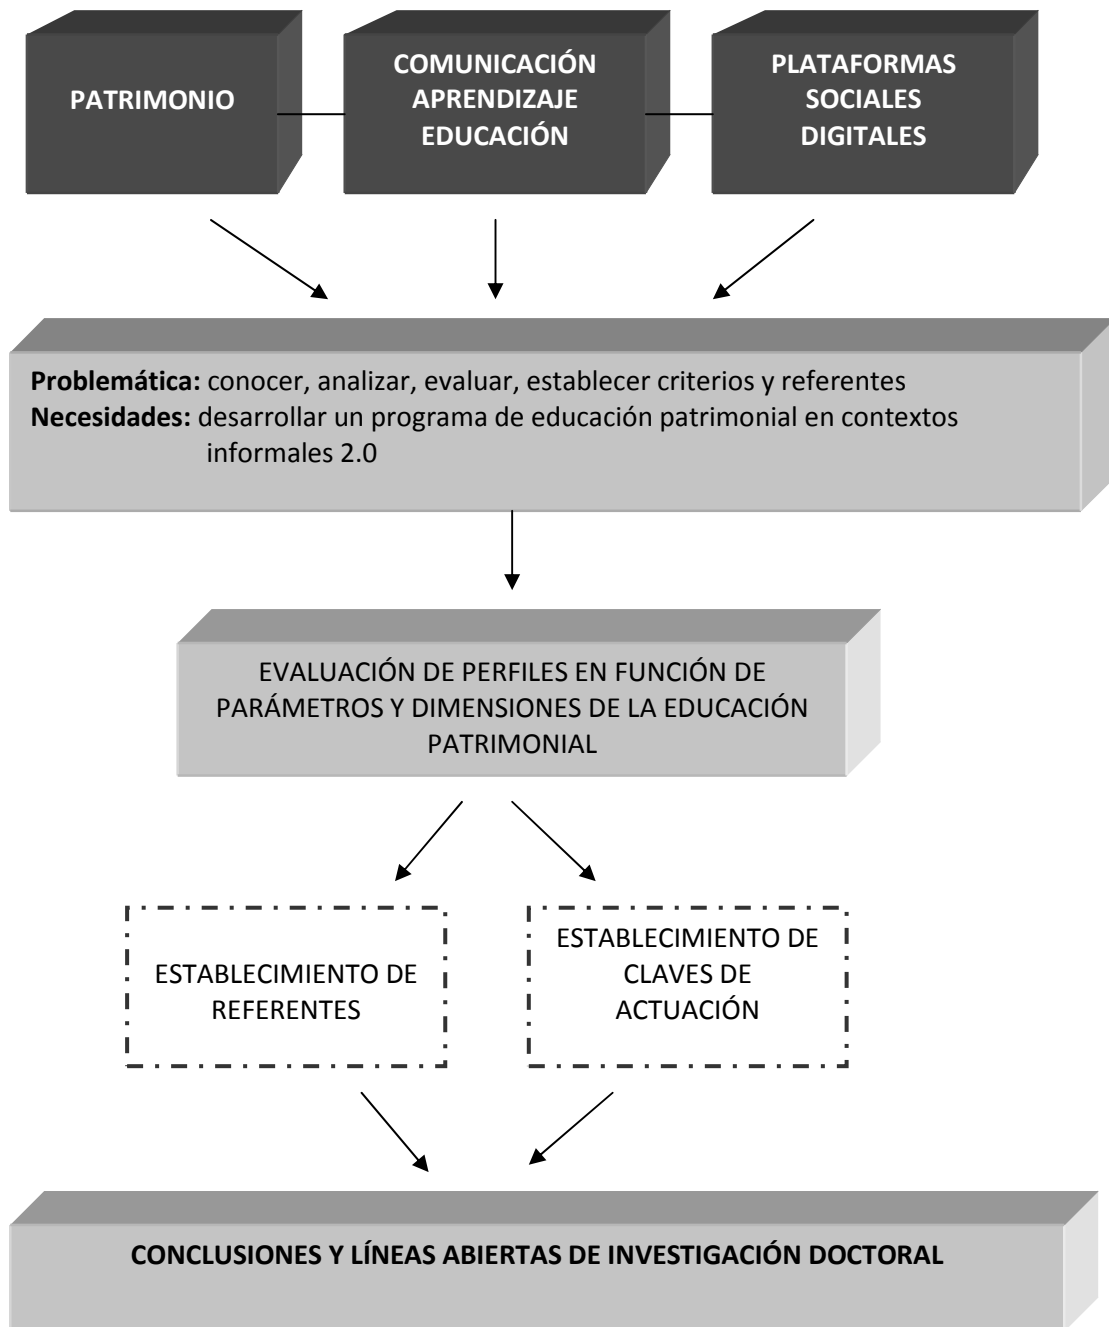 PATRIMONIO
COMUNICACIÓN
APRENDIZAJE
EDUCACIÓN
PLATAFORMAS
SOCIALES
DIGITALES
Problemática: conocer, analizar, evaluar, establecer criterios y referentes
Necesidades: desarrollar un programa de educación patrimonial en contextos
informales 2.0
EVALUACIÓN DE PERFILES EN FUNCIÓN DE
PARÁMETROS Y DIMENSIONES DE LA EDUCACIÓN
PATRIMONIAL
ESTABLECIMIENTO DE
REFERENTES
ESTABLECIMIENTO DE
CLAVES DE
ACTUACIÓN
CONCLUSIONES Y LÍNEAS ABIERTAS DE INVESTIGACIÓN DOCTORAL